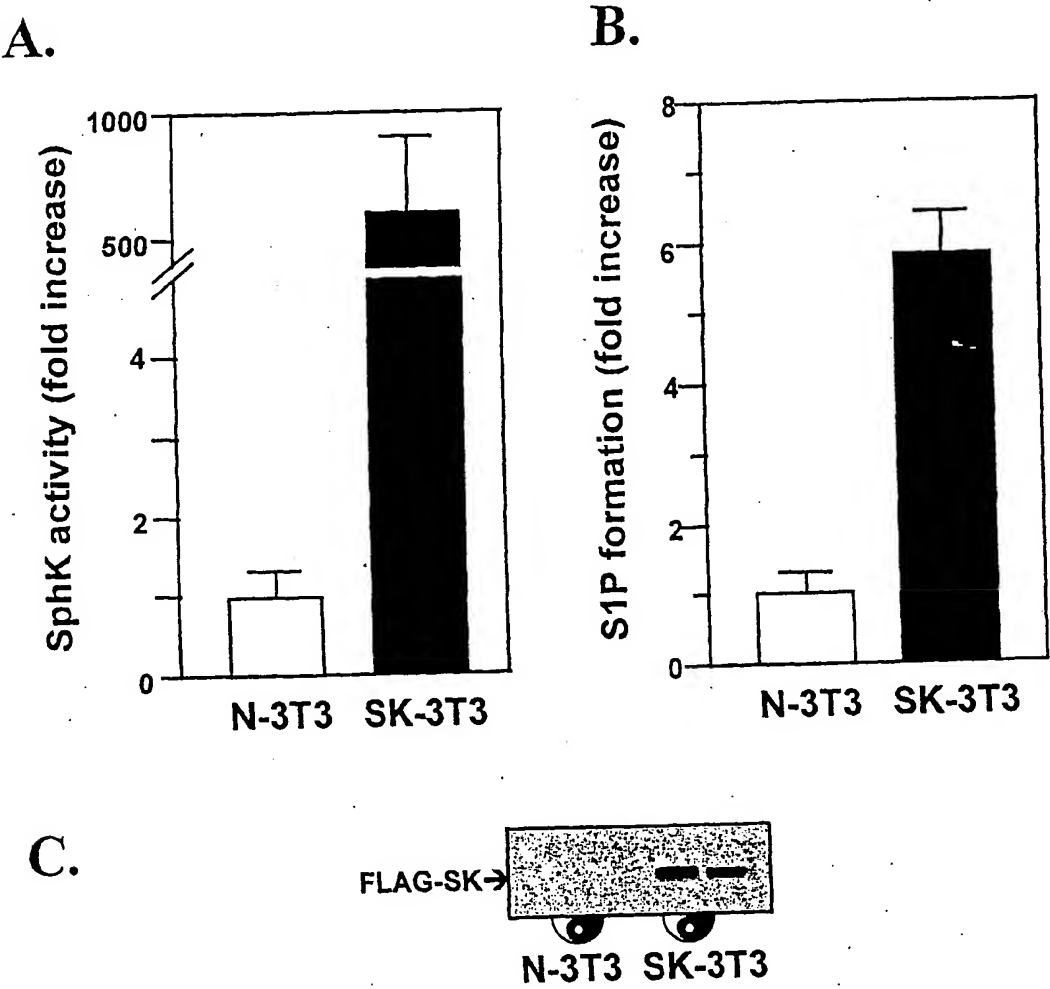 A.
SphK activity (fold increase)
1000
500
4
2
0
N-3T3 SK-3T3
B.
S1P formation (fold increase)
8
6
4
2
0
N-3T3 SK-3T3
C.
FLAG-SK→
N-3T3 SK-3T3